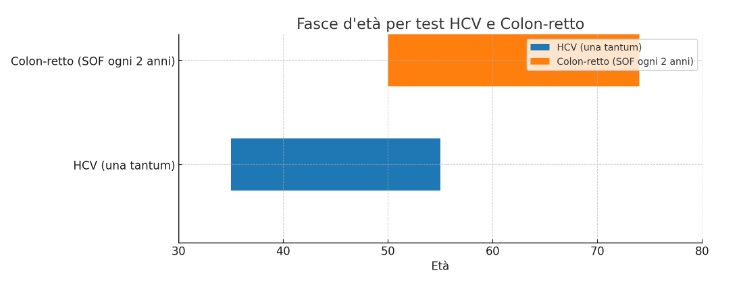 Fasce d'età per test HCV e Colon-retto
HCV (una tantum)
Colon-retto (SOF ogni 2 anni)
Colon-retto (SOF ogni 2 anni)
HCV (una tantum)
30 40 50 60 70 80
Età